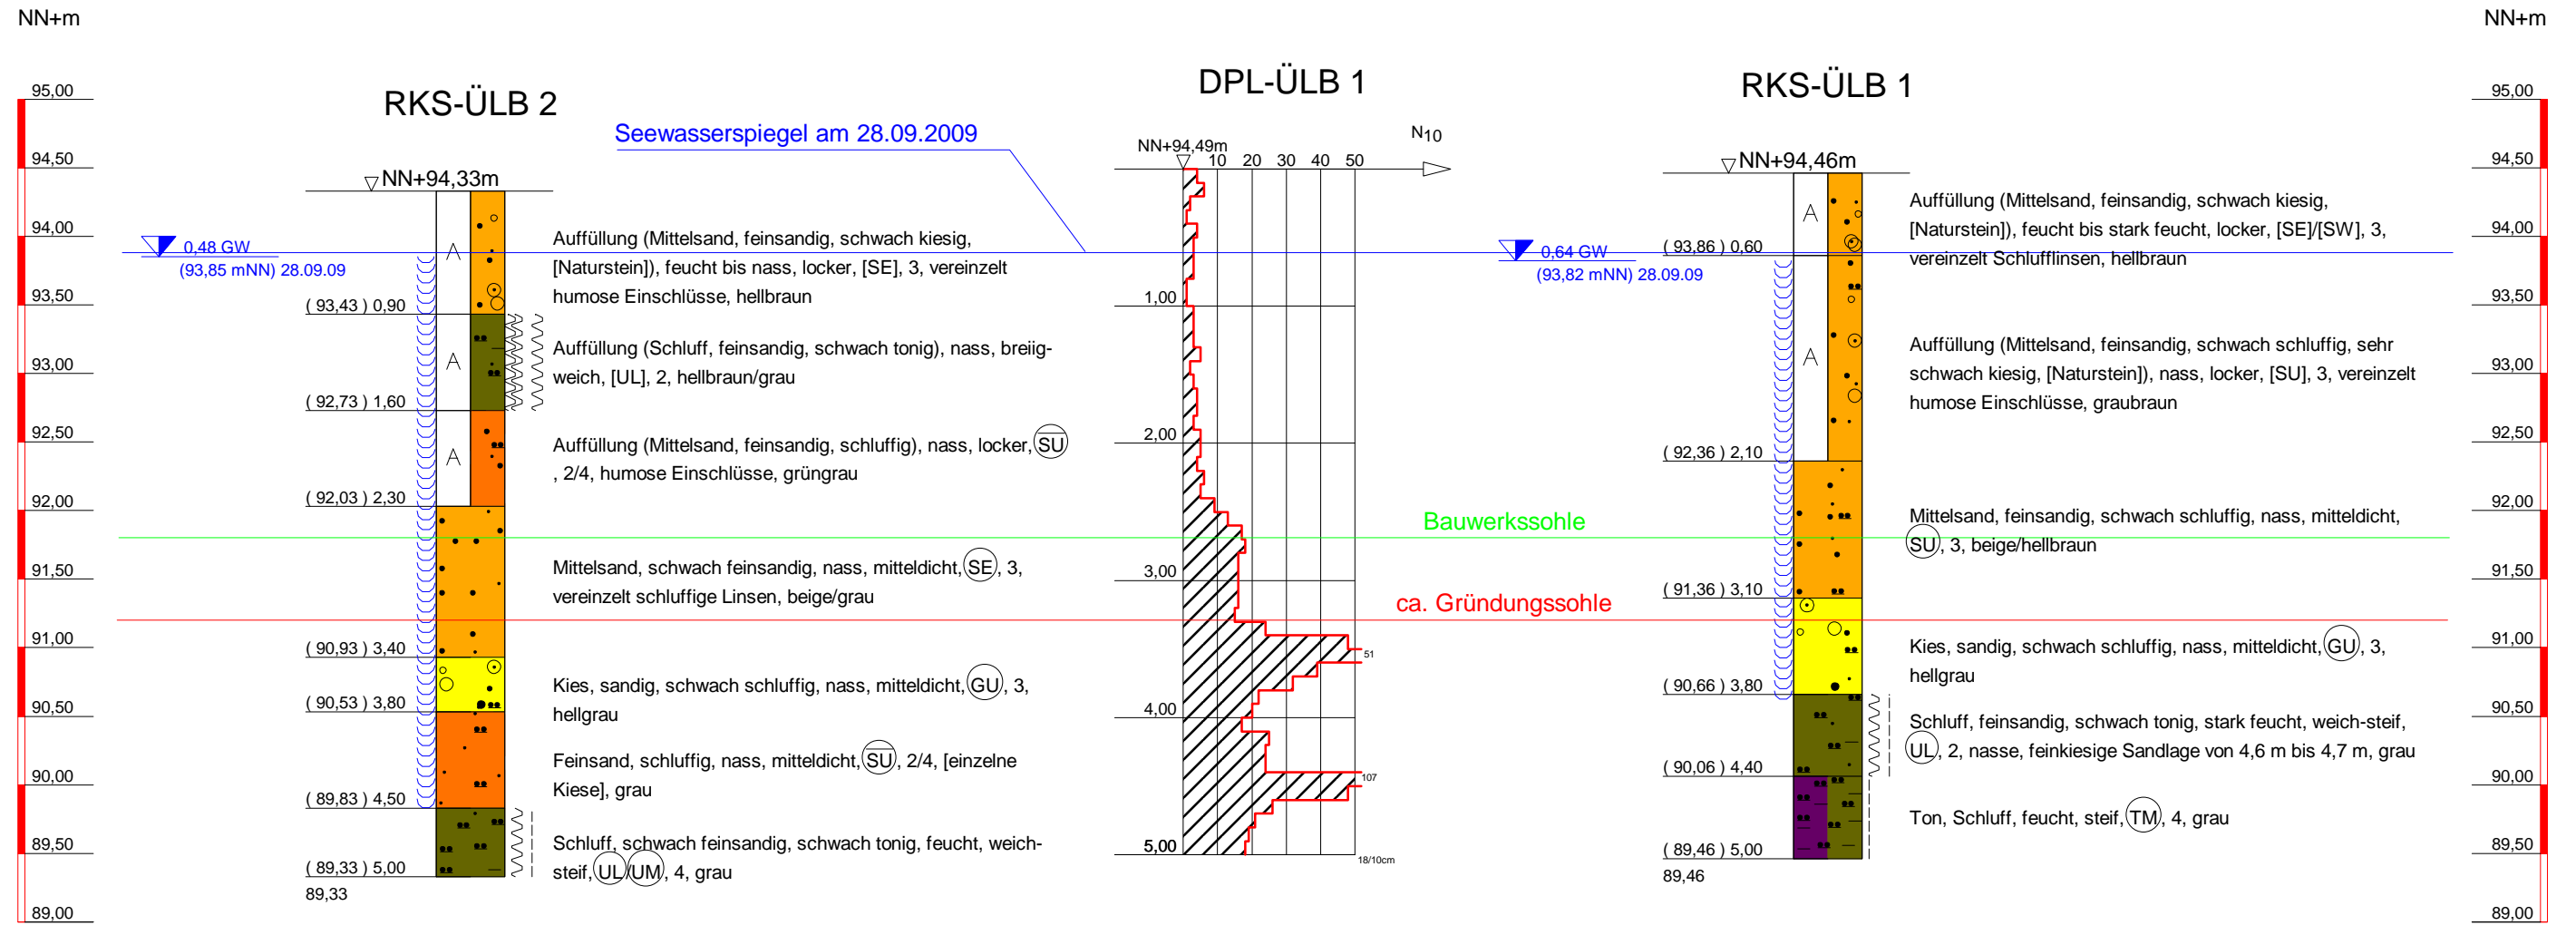 NN+m
95,00
94,50
94,00
93,50
93,00
92,50
92,00
91,50
91,00
90,50
90,00
89,50
89,00
RKS-ÜLB 2
NN+94,33m
Seewasserspiegel am 28.09.2009
0,48 GW
(93,85 mNN) 28.09.09
A
A
A
( 93,43 ) 0,90
( 92,73 ) 1,60
( 92,03 ) 2,30
( 90,93 ) 3,40
( 90,53 ) 3,80
( 89,83 ) 4,50
( 89,33 ) 5,00
89,33
Auffüllung (Mittelsand, feinsandig, schwach kiesig,
[Naturstein]), feucht bis nass, locker, [SE], 3, vereinzelt
humose Einschlüsse, hellbraun
Auffüllung (Schluff, feinsandig, schwach tonig), nass, breiig-
weich, [UL], 2, hellbraun/grau
Auffüllung (Mittelsand, feinsandig, schluffig), nass, locker, SU
, 2/4, humose Einschlüsse, grüngrau
Mittelsand, schwach feinsandig, nass, mitteldicht, SE, 3,
vereinzelt schluffige Linsen, beige/grau
Kies, sandig, schwach schluffig, nass, mitteldicht, GU, 3,
hellgrau
Feinsand, schluffig, nass, mitteldicht, SU, 2/4, [einzelne
Kiese], grau
Schluff, schwach feinsandig, schwach tonig, feucht, weich-
steif, UL/UM, 4, grau
DPL-ÜLB 1
N10
NN+94,49m
10 20 30 40 50
1,00
2,00
3,00
4,00
5,00
51
107
18/10cm
Bauwerkssohle
ca. Gründungssohle
RKS-ÜLB 1
NN+94,46m
0,64 GW
(93,82 mNN) 28.09.09
A
A
( 93,86 ) 0,60
( 92,36 ) 2,10
( 91,36 ) 3,10
( 90,66 ) 3,80
( 90,06 ) 4,40
( 89,46 ) 5,00
89,46
Auffüllung (Mittelsand, feinsandig, schwach kiesig,
[Naturstein]), feucht bis stark feucht, locker, [SE]/[SW], 3,
vereinzelt Schlufflinsen, hellbraun
Auffüllung (Mittelsand, feinsandig, schwach schluffig, sehr
schwach kiesig, [Naturstein]), nass, locker, [SU], 3, vereinzelt
humose Einschlüsse, graubraun
Mittelsand, feinsandig, schwach schluffig, nass, mitteldicht,
SU, 3, beige/hellbraun
Kies, sandig, schwach schluffig, nass, mitteldicht, GU, 3,
hellgrau
Schluff, feinsandig, schwach tonig, stark feucht, weich-steif,
UL, 2, nasse, feinkiesige Sandlage von 4,6 m bis 4,7 m, grau
Ton, Schluff, feucht, steif, TM, 4, grau
NN+m
95,00
94,50
94,00
93,50
93,00
92,50
92,00
91,50
91,00
90,50
90,00
89,50
89,00